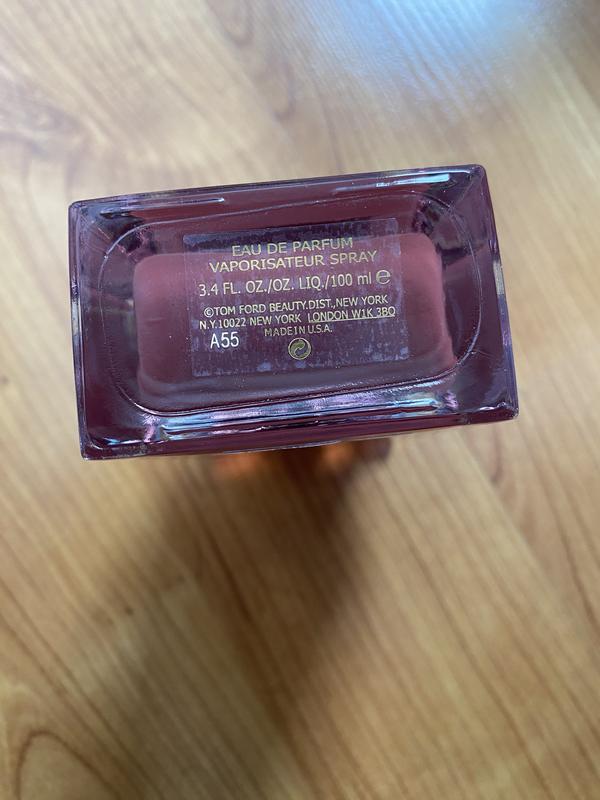 EAU DE PARFUM
VAPORISATEUR SPRAY
3.4 FL. OZ./OZ. LIQ./100 ml ℮
©TOM FORD BEAUTY.DIST.,NEW YORK
N.Y.10022 NEW YORK LONDON W1K 3BQ
MADE IN U.S.A.
A55